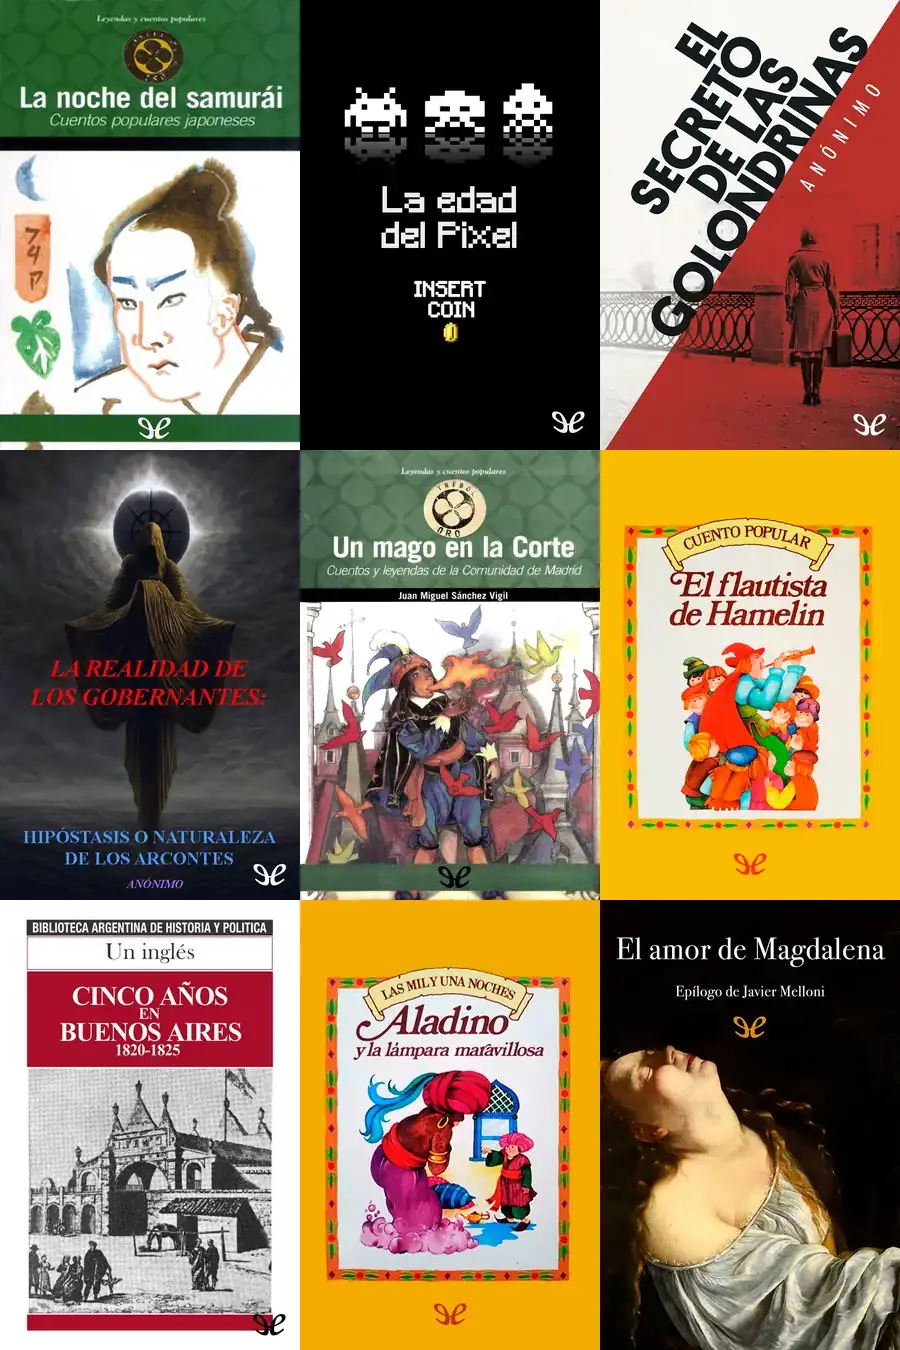 Leyendas y cuentos populares
La noche del samurái
Cuentos populares japoneses
La edad
del Pixel
INSERT
COIN
EL
SECRETO
DE LAS
GOLONDRINAS
ANÓNIMO
LA REALIDAD DE
LOS GOBERNANTES:
HIPÓSTASIS O NATURALEZA
DE LOS ARCONTES
ANÓNIMO
Leyendas y cuentos populares
TRÉBOL
ORO
Un mago en la Corte
Cuentos y leyendas de la Comunidad de Madrid
Juan Miguel Sánchez Vigil
CUENTO POPULAR
El flautista
de Hamelin
BIBLIOTECA ARGENTINA DE HISTORIA Y POLITICA
Un inglés
CINCO AÑOS
EN
BUENOS AIRES
1820-1825
LAS MIL Y UNA NOCHES
Aladino
y la lámpara maravillosa
El amor de Magdalena
Epílogo de Javier Melloni